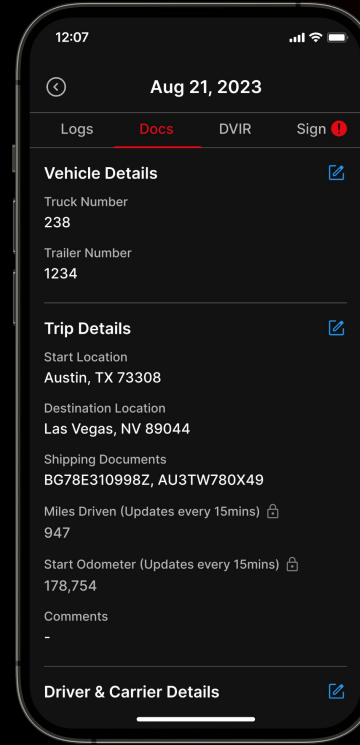 12:07
Aug 21, 2023
Logs Docs DVIR Sign !
Vehicle Details
Truck Number
238
Trailer Number
1234
Trip Details
Start Location
Austin, TX 73308
Destination Location
Las Vegas, NV 89044
Shipping Documents
BG78E310998Z, AU3TW780X49
Miles Driven (Updates every 15mins)
947
Start Odometer (Updates every 15mins)
178,754
Comments
-
Driver & Carrier Details